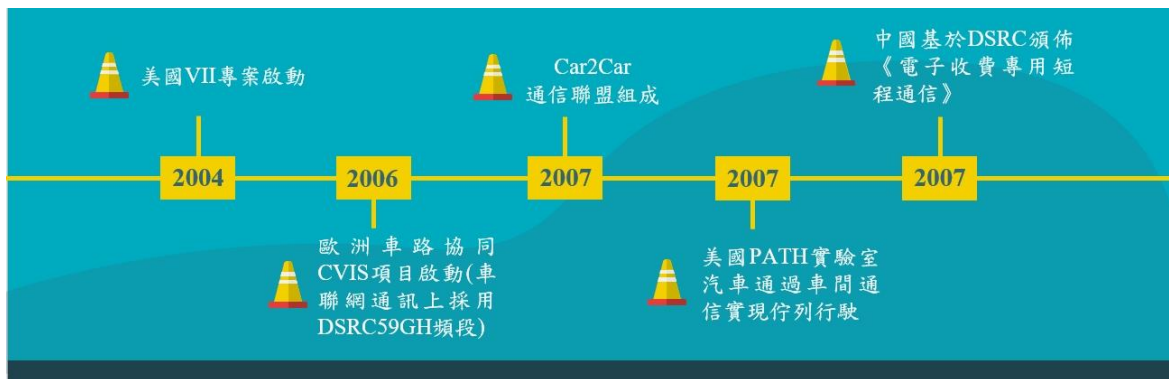 美國VII專案啟動
2004
2006
歐洲車路協同
CVIS項目啟動(車
聯網通訊上採用
DSRC59GH頻段)
Car2Car
通信聯盟組成
2007
2007
美國PATH實驗室
汽車通過車間通
信實現佇列行駛
中國基於DSRC頒佈
《電子收費專用短
程通信》
2007